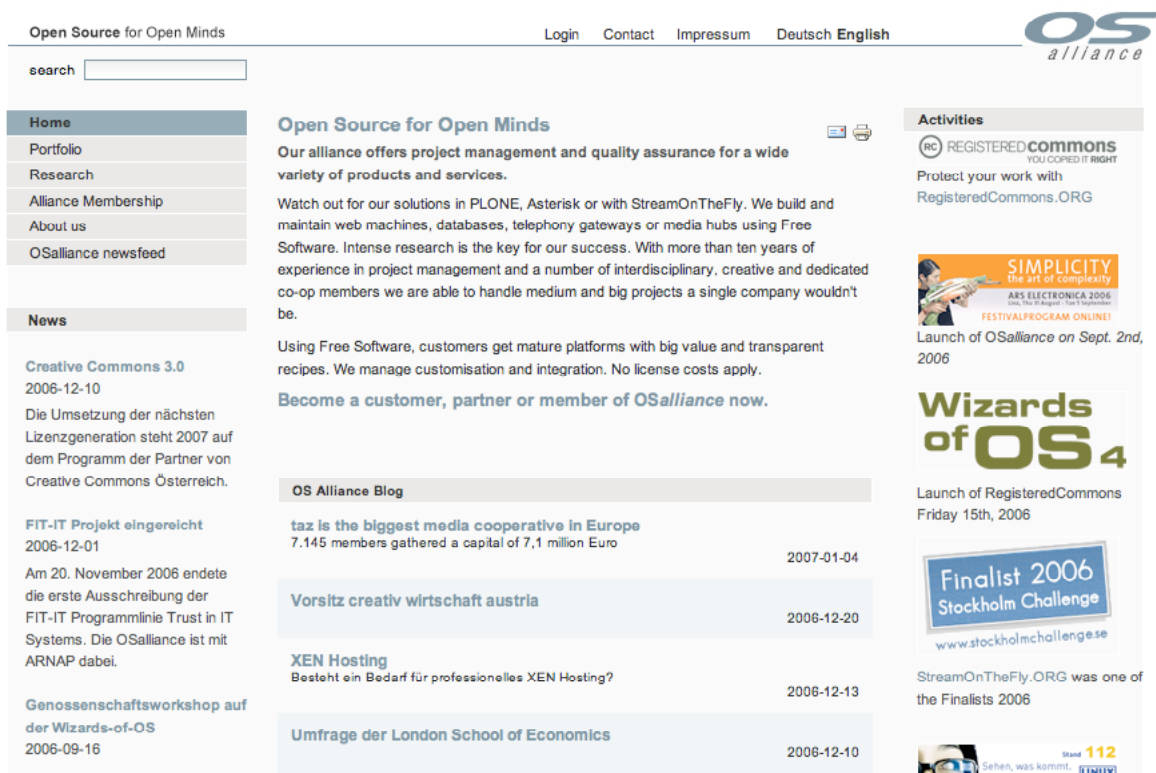 Open Source for Open Minds
Login Contact Impressum Deutsch English
OS
alliance
search
Home
Portfolio
Research
Alliance Membership
About us
OSalliance newsfeed
News
Creative Commons 3.0
2006-12-10
Die Umsetzung der nächsten
Lizenzgeneration steht 2007 auf
dem Programm der Partner von
Creative Commons Österreich.
FIT-IT Projekt eingereicht
2006-12-01
Am 20. November 2006 endete
die erste Ausschreibung der
FIT-IT Programmlinie Trust in IT
Systems. Die OSalliance ist mit
ARNAP dabei.
Genossenschaftsworkshop auf
der Wizards-of-OS
2006-09-16
Open Source for Open Minds
Our alliance offers project management and quality assurance for a wide
variety of products and services.
Watch out for our solutions in PLONE, Asterisk or with StreamOnTheFly. We build and
maintain web machines, databases, telephony gateways or media hubs using Free
Software. Intense research is the key for our success. With more than ten years of
experience in project management and a number of interdisciplinary, creative and dedicated
co-op members we are able to handle medium and big projects a single company wouldn't
be.
Using Free Software, customers get mature platforms with big value and transparent
recipes. We manage customisation and integration. No license costs apply.
Become a customer, partner or member of OSalliance now.
OS Alliance Blog
taz is the biggest media cooperative in Europe
7.145 members gathered a capital of 7,1 million Euro
2007-01-04
Vorsitz creativ wirtschaft austria
2006-12-20
XEN Hosting
Besteht ein Bedarf für professionelles XEN Hosting?
2006-12-13
Umfrage der London School of Economics
2006-12-10
Activities
RC REGISTERED COMMONS
YOU COPIED IT RIGHT
Protect your work with
RegisteredCommons.ORG
SIMPLICITY
the art of complexity
ARS ELECTRONICA 2006
Linz, Thu 31 August - Tue 5 September
FESTIVALPROGRAM ONLINE!
Launch of OSalliance on Sept. 2nd,
2006
Wizards
of OS 4
Launch of RegisteredCommons
Friday 15th, 2006
Finalist 2006
Stockholm Challenge
www.stockholmchallenge.se
StreamOnTheFly.ORG was one of
the Finalists 2006
Stand 112
Sehen, was kommt.
LINUX